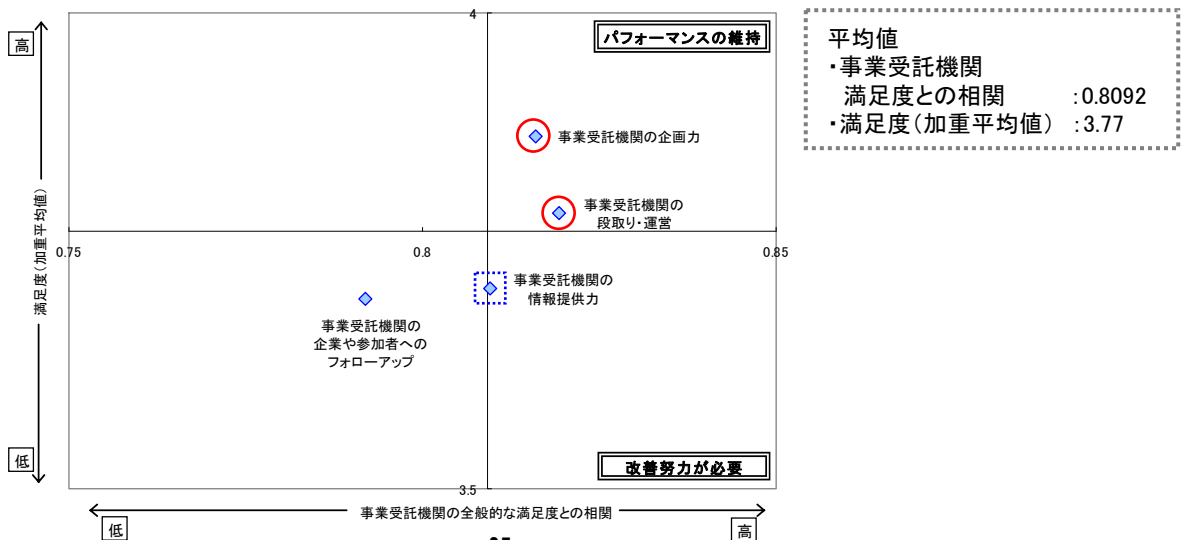 4
高
パフォーマンスの維持
平均値
・事業受託機関
満足度との相関 :0.8092
・満足度(加重平均値) :3.77
事業受託機関の企画力
事業受託機関の
段取り・運営
満足度(加重平均値)
0.75
0.8
0.85
事業受託機関の
情報提供力
事業受託機関の
企業や参加者への
フォローアップ
低
改善努力が必要
3.5
事業受託機関の全般的な満足度との相関
低
高